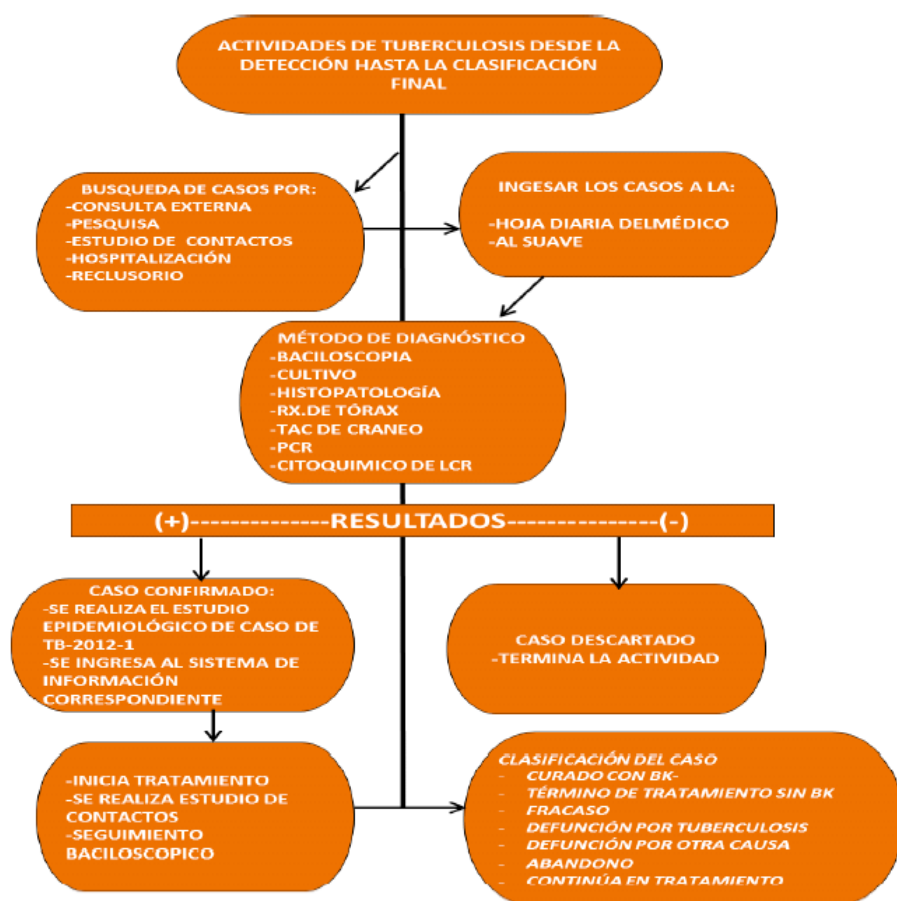 ACTIVIDADES DE TUBERCULOSIS DESDE LA
DETECCIÓN HASTA LA CLASIFICACIÓN
FINAL
BUSQUEDA DE CASOS POR:
-CONSULTA EXTERNA
-PESQUISA
-ESTUDIO DE CONTACTOS
-HOSPITALIZACIÓN
-RECLUSORIO
INGESAR LOS CASOS A LA:
-HOJA DIARIA DELMÉDICO
-AL SUAVE
MÉTODO DE DIAGNÓSTICO
-BACILOSCOPIA
-CULTIVO
-HISTOPATOLOGÍA
-RX.DE TÓRAX
-TAC DE CRANEO
-PCR
-CITOQUIMICO DE LCR
(+)--------------RESULTADOS---------------(-)
CASO CONFIRMADO:
-SE REALIZA EL ESTUDIO
EPIDEMIOLÓGICO DE CASO DE
TB-2012-1
-SE INGRESA AL SISTEMA DE
INFORMACIÓN
CORRESPONDIENTE
CASO DESCARTADO
-TERMINA LA ACTIVIDAD
-INICIA TRATAMIENTO
-SE REALIZA ESTUDIO DE
CONTACTOS
-SEGUIMIENTO
BACILOSCOPICO
CLASIFICACIÓN DEL CASO
- CURADO CON BK-
- TÉRMINO DE TRATAMIENTO SIN BK
- FRACASO
- DEFUNCIÓN POR TUBERCULOSIS
- DEFUNCIÓN POR OTRA CAUSA
- ABANDONO
- CONTINÚA EN TRATAMIENTO